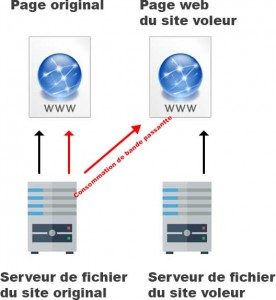 Page original
Page web
du site voleur
WWW
WWW
Consommation de bande passante
Serveur de fichier
du site original
Serveur de fichier
du site voleur